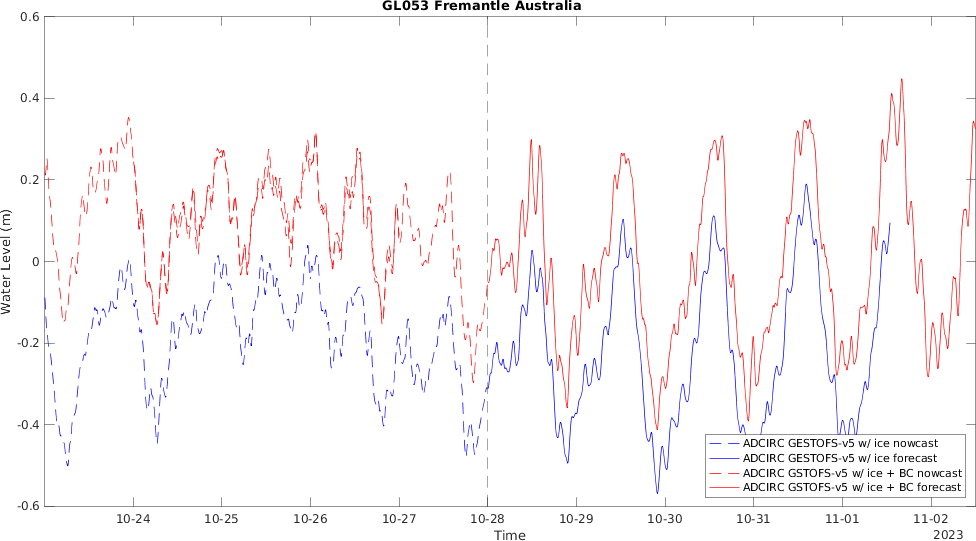 GL053 Fremantle Australia
0.6
0.4
0.2
0
-0.2
-0.4
-0.6
Water Level (m)
10-24 10-25 10-26 10-27 10-28 10-29 10-30 10-31 11-01 11-02
Time
2023
ADCIRC GESTOFS-v5 w/ ice nowcast
ADCIRC GESTOFS-v5 w/ ice forecast
ADCIRC GSTOFS-v5 w/ ice + BC nowcast
ADCIRC GSTOFS-v5 w/ ice + BC forecast